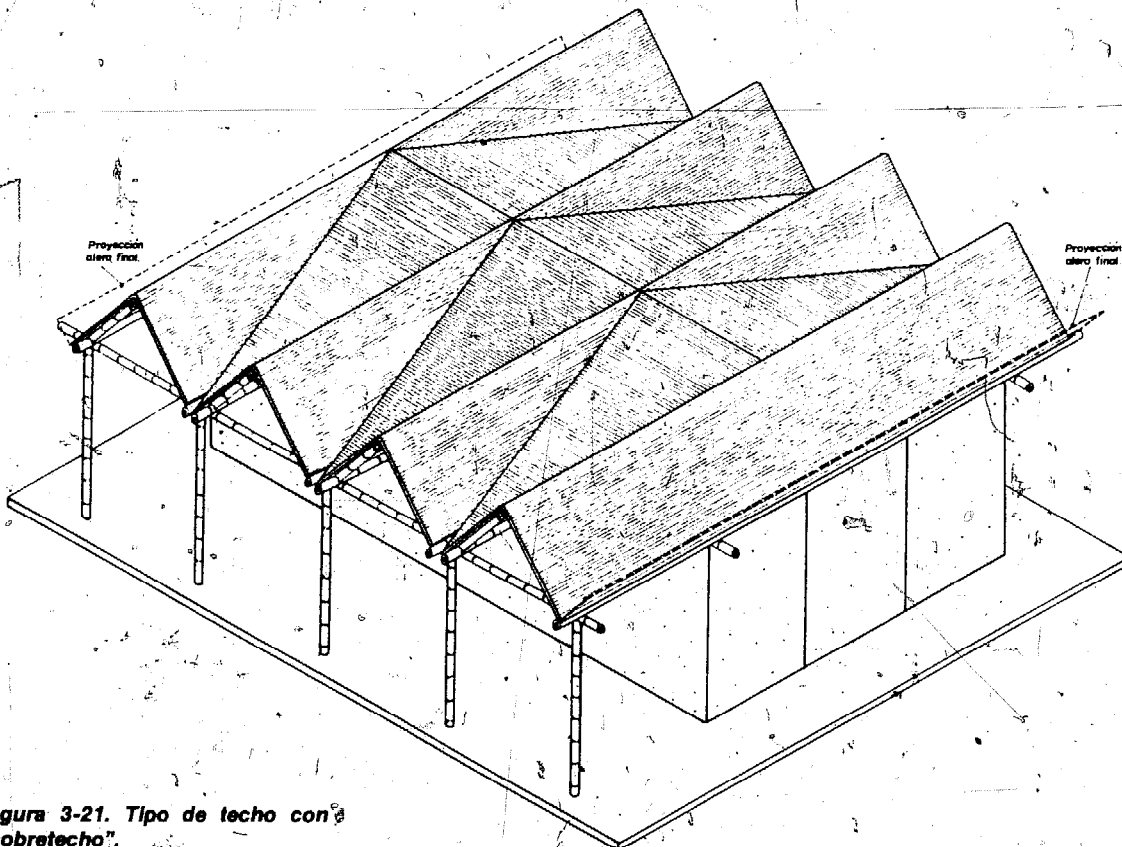 Proyección
alero final.
Proyección
alero final
gura 3-21. Tipo de techo con
obretecho".